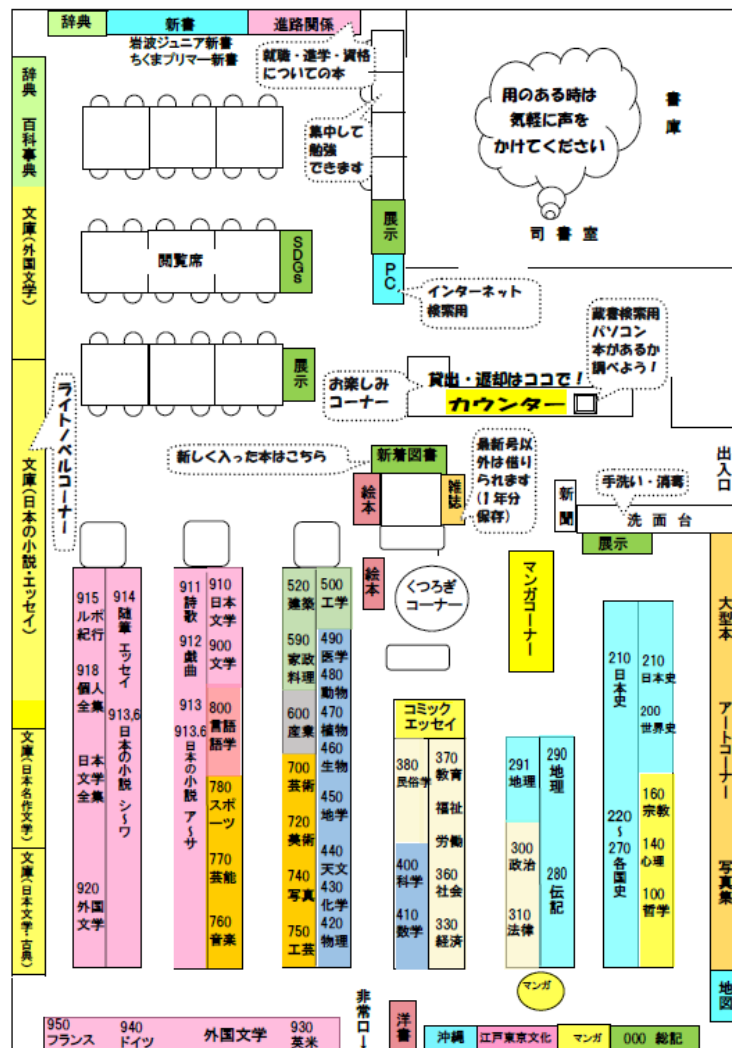 辞典
新書
進路関係
岩波ジュニア新書
ちくまプリマー新書
就職・進学・資格
についての本
集中して
勉強
できます
用のある時は
気軽に声を
かけてください
書庫
司書室
辞典 百科事典
文庫(外国文学)
閲覧席
SDGs
展示
PC
インターネット
検索用
展示
蔵書検索用
パソコン
本があるか
調べよう!
お楽しみ
コーナー
貸出・返却はココで!
カウンター
ライトノベルコーナー
文庫(日本の小説・エッセイ)
新しく入った本はこちら
新着図書
絵本
雑誌
最新号以
外は借り
られます
(1年分
保存)
新聞
手洗い・消毒
洗面台
出入口
展示
絵本
くつろぎ
コーナー
マンガコーナー
大型本 アートコーナー 写真集
地図
915
ルポ
紀行
918
個人
全集
日本
文学
全集
920
外国
文学
914
随筆 エッセイ
913,6
日本の小説 シ～ワ
911
詩歌
912
戯曲
913
913,6
日本の小説 ア～サ
910
日本
文学
900
文学
800
言語
語学
780
スポ
ーツ
770
芸能
760
音楽
520
建築
590
家政
料理
600
産業
700
芸術
720
美術
740
写真
750
工芸
500
工学
490
医学
480
動物
470
植物
460
生物
450
地学
440
天文
430
化学
420
物理
コミック
エッセイ
380
民俗学
400
科学
410
数学
370
教育
福祉
労働
360
社会
330
経済
291
地理
300
政治
310
法律
290
地理
280
伝記
210
日本史
220
～
270
各国史
210
日本史
200
世界史
160
宗教
140
心理
100
哲学
マンガ
文庫(日本名作文学)
文庫(日本文学・古典)
950
フランス
940
ドイツ
外国文学
930
英米
非常口→
洋書
沖縄
江戸東京文化
マンガ
000 総記